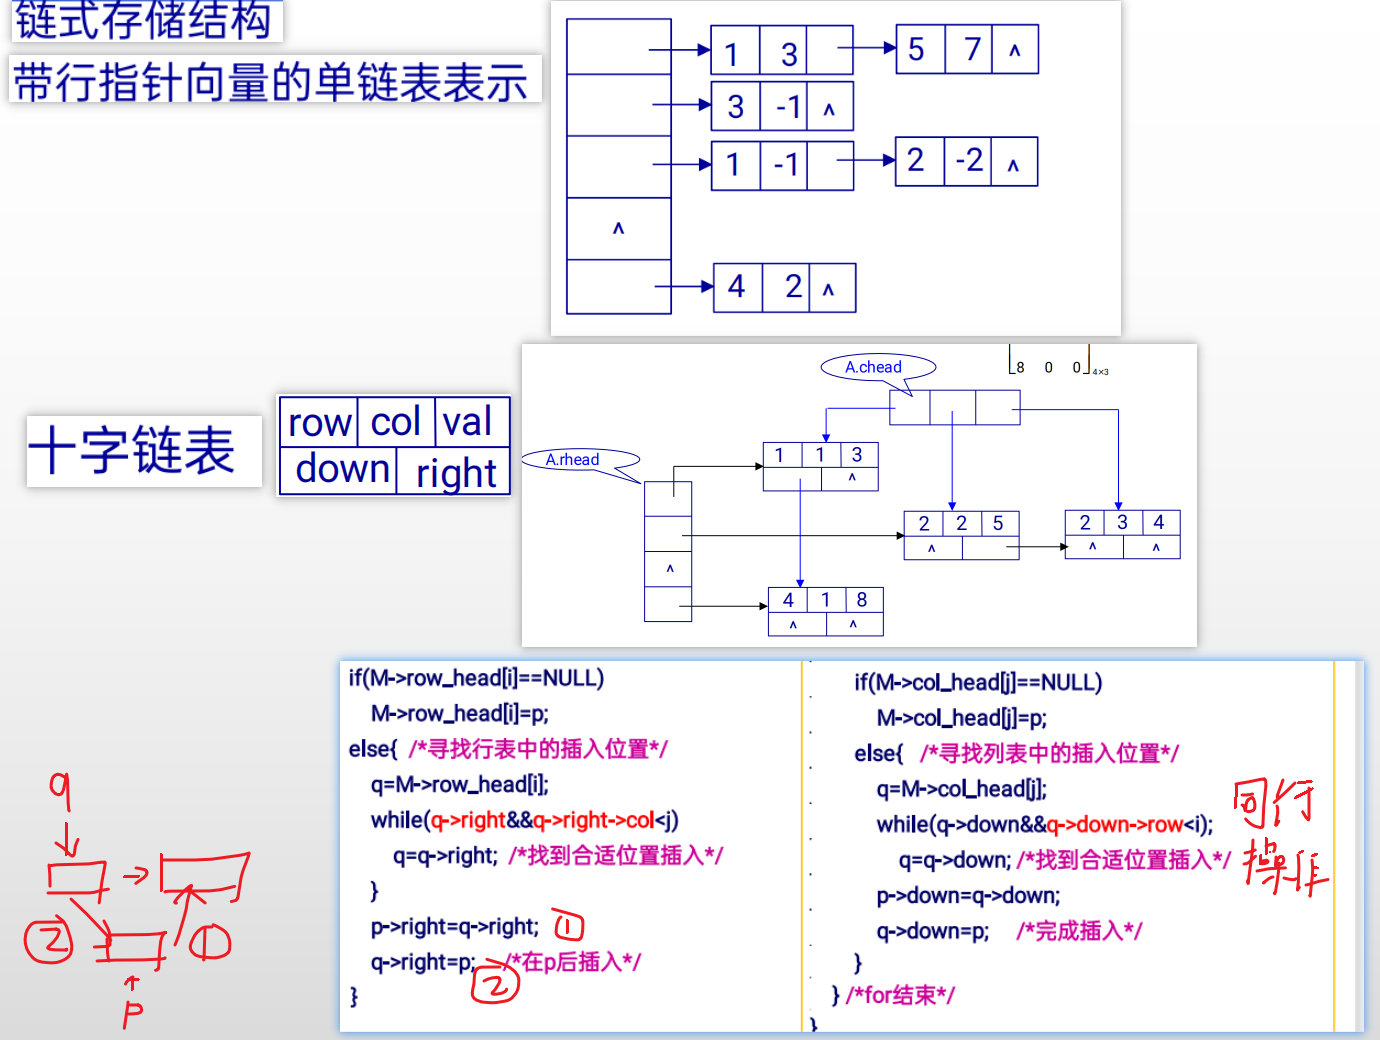 链式存储结构
带行指针向量的单链表表示
1 3
5 7 ^
3 -1 ^
1 -1
2 -2 ^
^
4 2 ^
十字链表
row col val
down right
A.chead
8 0 0 4×3
A.rhead
1 1 3
^
2 2 5
^
2 3 4
^ ^
^
4 1 8
^ ^
if(M->row_head[i]==NULL)
M->row_head[i]=p;
else{ /*寻找行表中的插入位置*/
q=M->row_head[i];
while(q->right&&q->right->col<j)
q=q->right; /*找到合适位置插入*/
}
p->right=q->right; ①
q->right=p; /*在p后插入*/
②
}
if(M->col_head[j]==NULL)
M->col_head[j]=p;
else{ /*寻找列表中的插入位置*/
q=M->col_head[j];
while(q->down&&q->down->row<i);
q=q->down; /*找到合适位置插入*/
p->down=q->down;
q->down=p; /*完成插入*/
}
} /*for结束*/
}
同行
操作
q
②
①
p